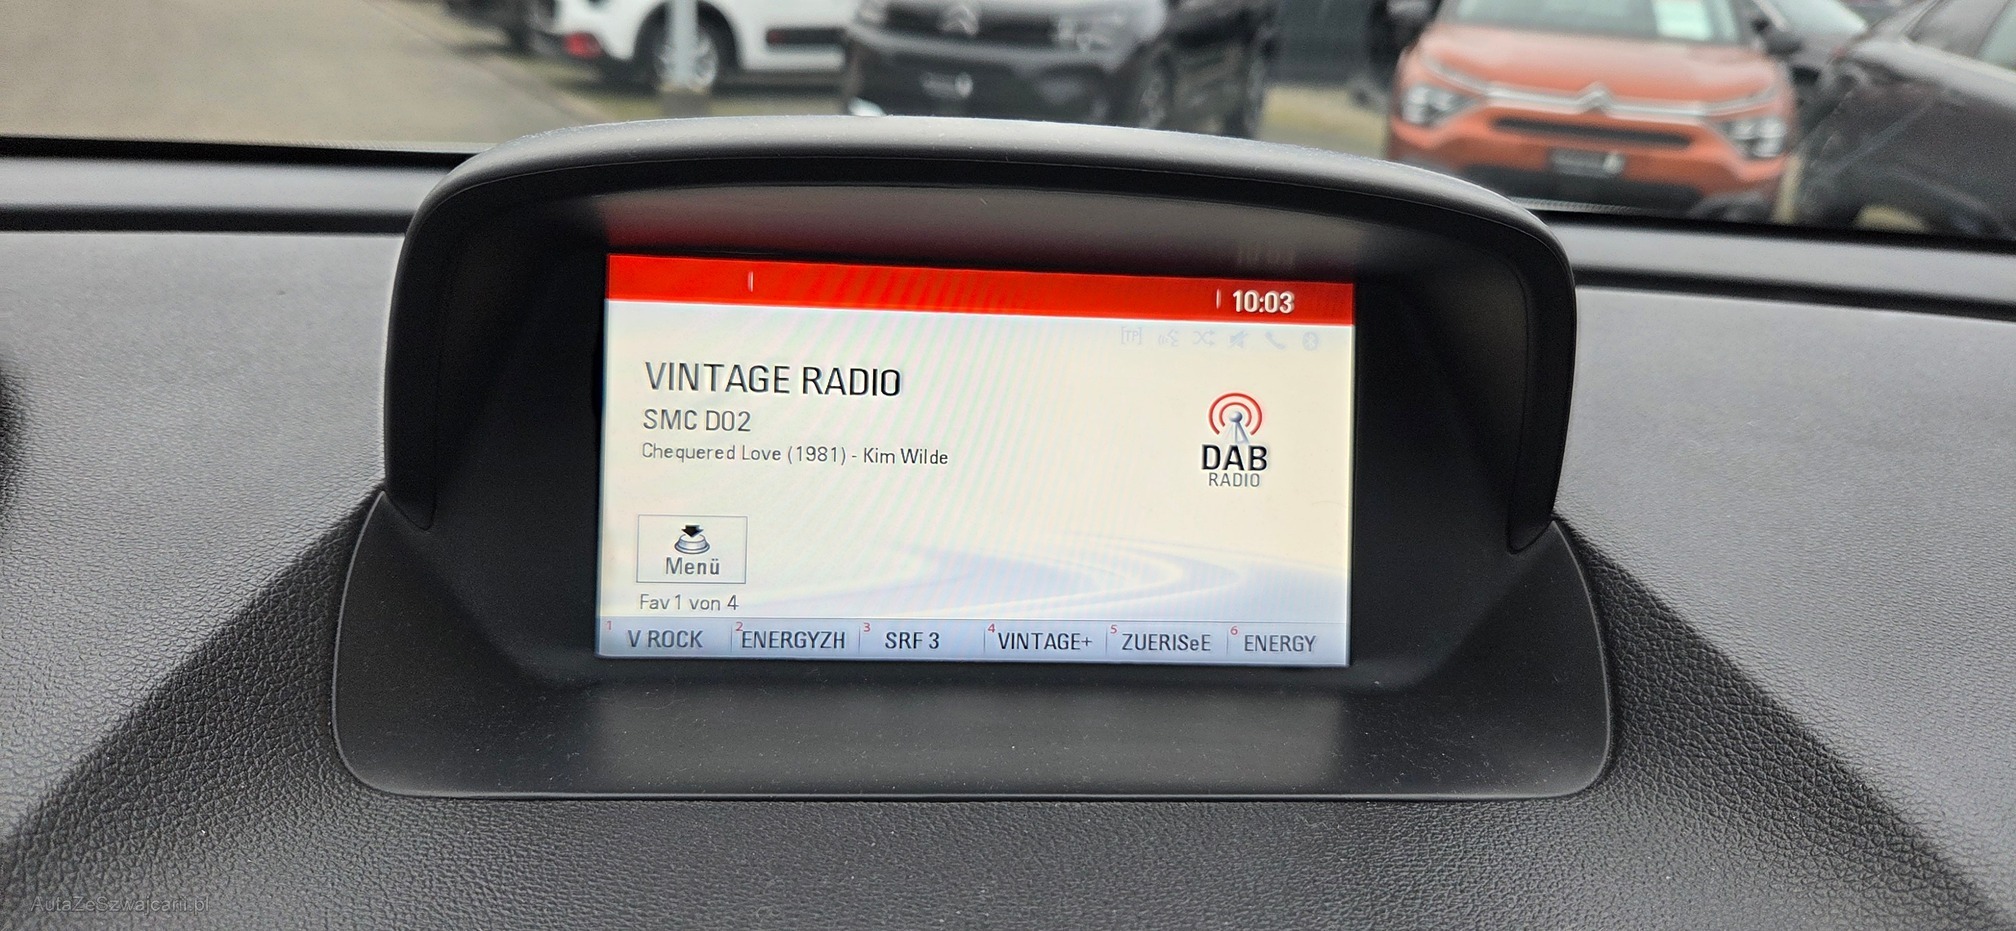 10:03
[TP]
VINTAGE RADIO
SMC D02
Chequered Love (1981) - Kim Wilde
DAB
RADIO
Menü
Fav 1 von 4
1 V ROCK 2 ENERGYZH 3 SRF 3 4 VINTAGE+ 5 ZUERISeE 6 ENERGY
AutaZeSzwajcarii.pl